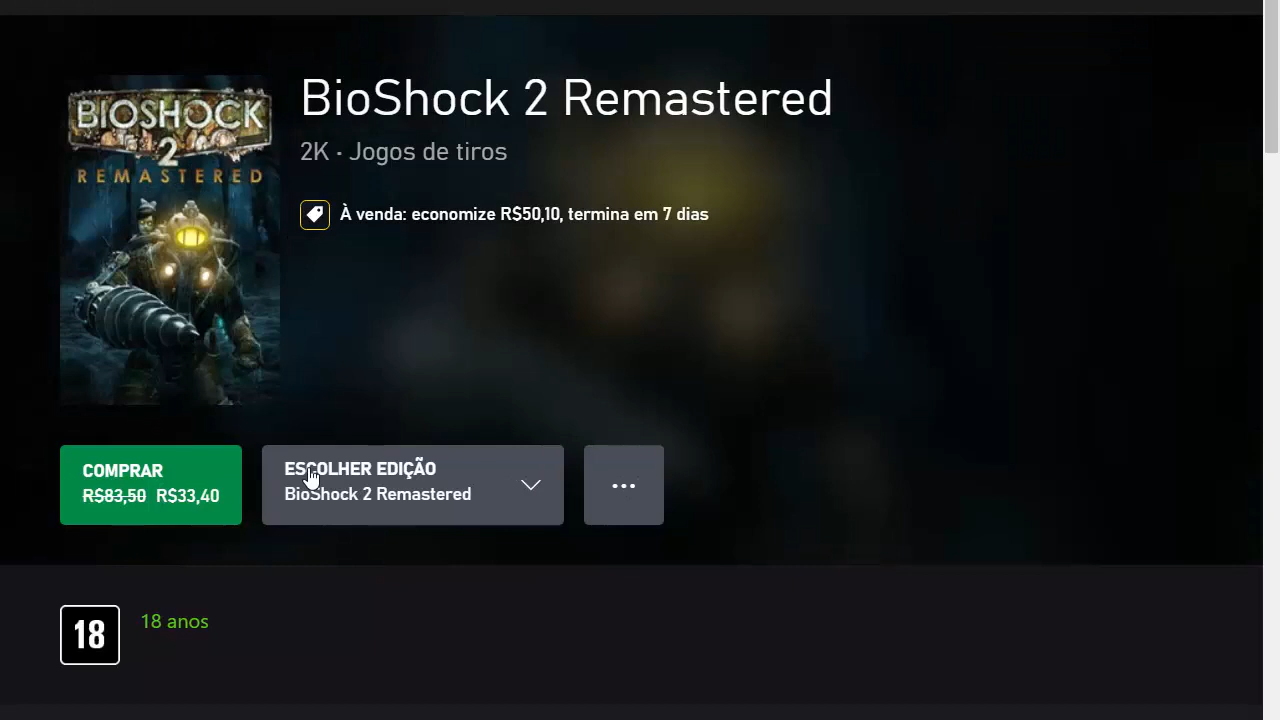 BIOSHOCK
2
REMASTERED
BioShock 2 Remastered
2K · Jogos de tiros
À venda: economize R$50,10, termina em 7 dias
COMPRAR
R$83,50 R$33,40
ESCOLHER EDIÇÃO
BioShock 2 Remastered
18
18 anos